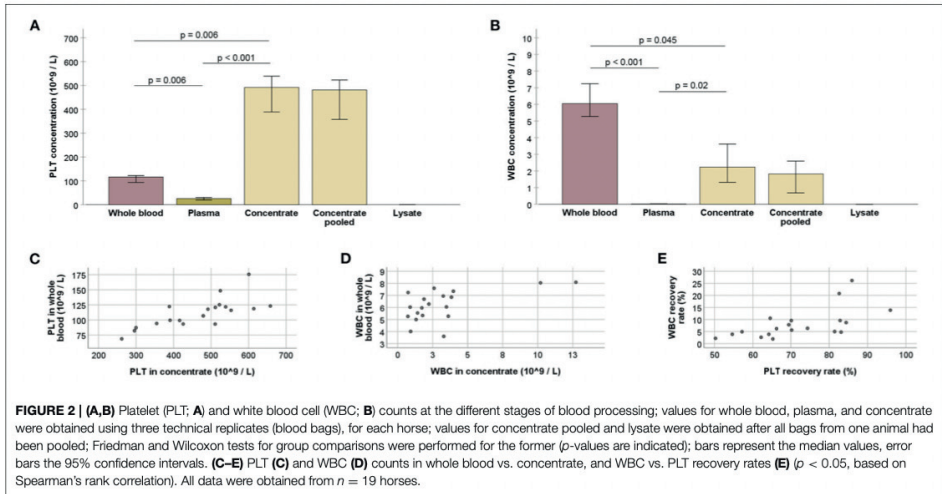 A
PLT concentration (10^9 / L)
700
600
500
400
300
200
100
0
p = 0.006
p < 0.001
p = 0.006
Whole blood
Plasma
Concentrate
Concentrate
pooled
Lysate
B
WBC concentration (10^9 / L)
10
9
8
7
6
5
4
3
2
1
0
p = 0.045
p < 0.001
p = 0.02
Whole blood
Plasma
Concentrate
Concentrate
pooled
Lysate
C
PLT in whole
blood (10^9 / L)
175
150
125
100
75
200
300
400
500
600
700
PLT in concentrate (10^9 / L)
D
WBC in whole
blood (10^9 / L)
9
8
7
6
5
4
3
0
3
5
8
10
13
WBC in concentrate (10^9 / L)
E
WBC recovery
rate (%)
30
25
20
15
10
5
0
50
60
70
80
90
100
PLT recovery rate (%)
FIGURE 2 | (A,B) Platelet (PLT; A) and white blood cell (WBC; B) counts at the different stages of blood processing; values for whole blood, plasma, and concentrate
were obtained using three technical replicates (blood bags), for each horse; values for concentrate pooled and lysate were obtained after all bags from one animal had
been pooled; Friedman and Wilcoxon tests for group comparisons were performed for the former (p-values are indicated); bars represent the median values, error
bars the 95% confidence intervals. (C–E) PLT (C) and WBC (D) counts in whole blood vs. concentrate, and WBC vs. PLT recovery rates (E) (p < 0.05, based on
Spearman's rank correlation). All data were obtained from n = 19 horses.